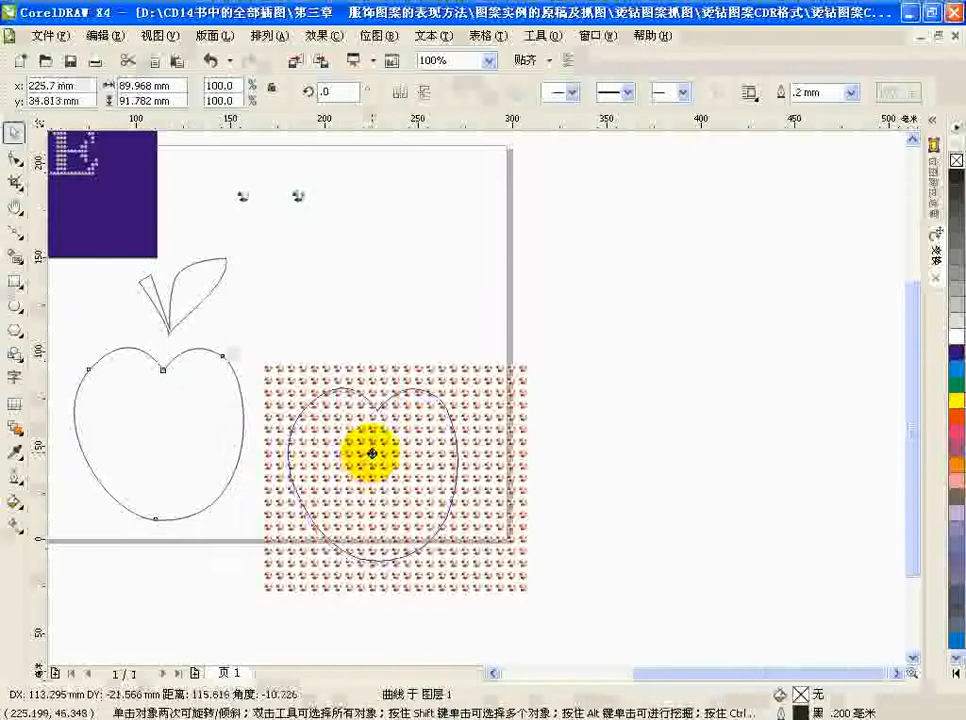 CorelDRAW X4 - [D:\CD14书中的全部插图\第三章　服饰图案的表现方法\图案实例的原稿及抓图\烫钻图案抓图\烫钻图案CDR格式\烫钻图案C...
文件(F) 编辑(E) 视图(V) 版面(L) 排列(A) 效果(C) 位图(B) 文本(T) 表格(T) 工具(O) 窗口(W) 帮助(H)
100% 贴齐
x: 225.7 mm 89.968 mm 100.0 % .0 ° .2 mm
y: 34.813 mm 91.782 mm 100.0 %
100 150 200 250 300 350 400 450 500 毫米
200
150
100
50
0
50
变换
E
1 / 1 页 1
DX: 113.295 mm DY: -21.566 mm 距离: 115.616 角度: -10.726 曲线 于 图层 1 无
(225.199, 46.348) 单击对象两次可旋转/倾斜；双击工具可选择所有对象；按住 Shift 键单击可选择多个对象；按住 Alt 键单击可进行挖掘；按住 Ctrl... 黑 .200 毫米